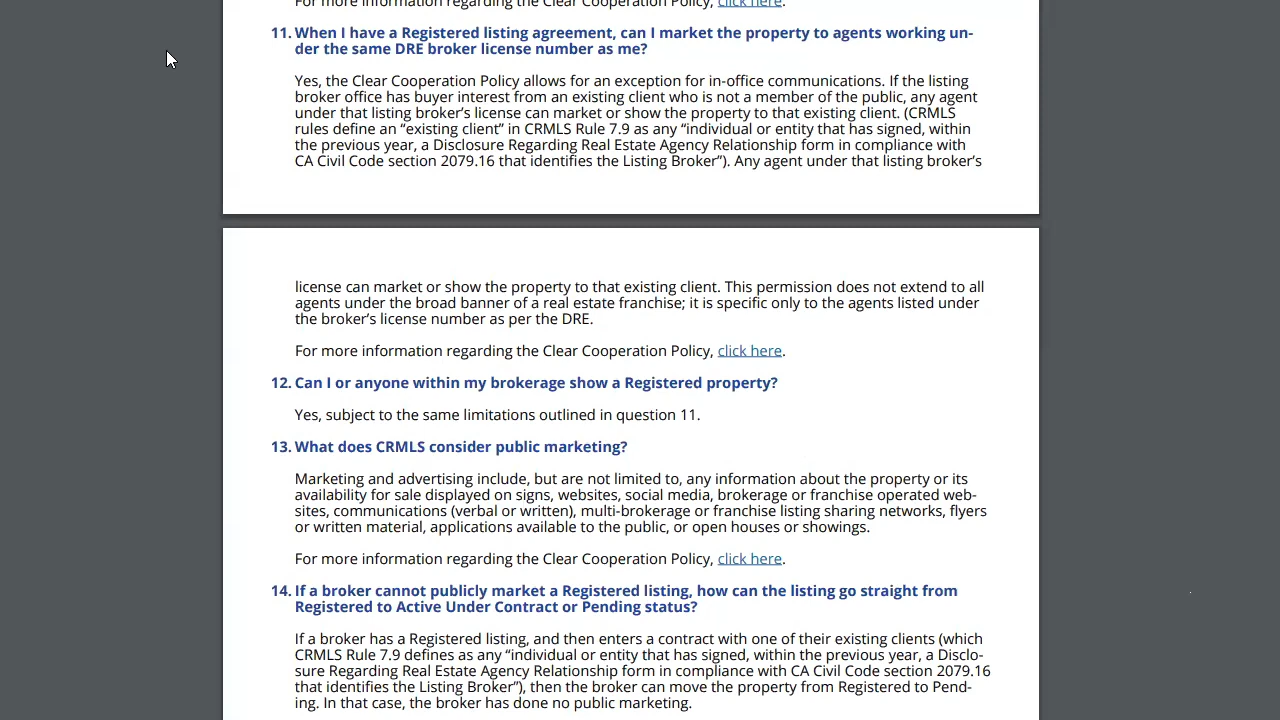 For more information regarding the Clear Cooperation Policy, click here.
11. When I have a Registered listing agreement, can I market the property to agents working un-
der the same DRE broker license number as me?
Yes, the Clear Cooperation Policy allows for an exception for in-office communications. If the listing
broker office has buyer interest from an existing client who is not a member of the public, any agent
under that listing broker’s license can market or show the property to that existing client. (CRMLS
rules define an “existing client” in CRMLS Rule 7.9 as any “individual or entity that has signed, within
the previous year, a Disclosure Regarding Real Estate Agency Relationship form in compliance with
CA Civil Code section 2079.16 that identifies the Listing Broker”). Any agent under that listing broker’s
license can market or show the property to that existing client. This permission does not extend to all
agents under the broad banner of a real estate franchise; it is specific only to the agents listed under
the broker’s license number as per the DRE.
For more information regarding the Clear Cooperation Policy, click here.
12. Can I or anyone within my brokerage show a Registered property?
Yes, subject to the same limitations outlined in question 11.
13. What does CRMLS consider public marketing?
Marketing and advertising include, but are not limited to, any information about the property or its
availability for sale displayed on signs, websites, social media, brokerage or franchise operated web-
sites, communications (verbal or written), multi-brokerage or franchise listing sharing networks, flyers
or written material, applications available to the public, or open houses or showings.
For more information regarding the Clear Cooperation Policy, click here.
14. If a broker cannot publicly market a Registered listing, how can the listing go straight from
Registered to Active Under Contract or Pending status?
If a broker has a Registered listing, and then enters a contract with one of their existing clients (which
CRMLS Rule 7.9 defines as any “individual or entity that has signed, within the previous year, a Disclo-
sure Regarding Real Estate Agency Relationship form in compliance with CA Civil Code section 2079.16
that identifies the Listing Broker”), then the broker can move the property from Registered to Pend-
ing. In that case, the broker has done no public marketing.